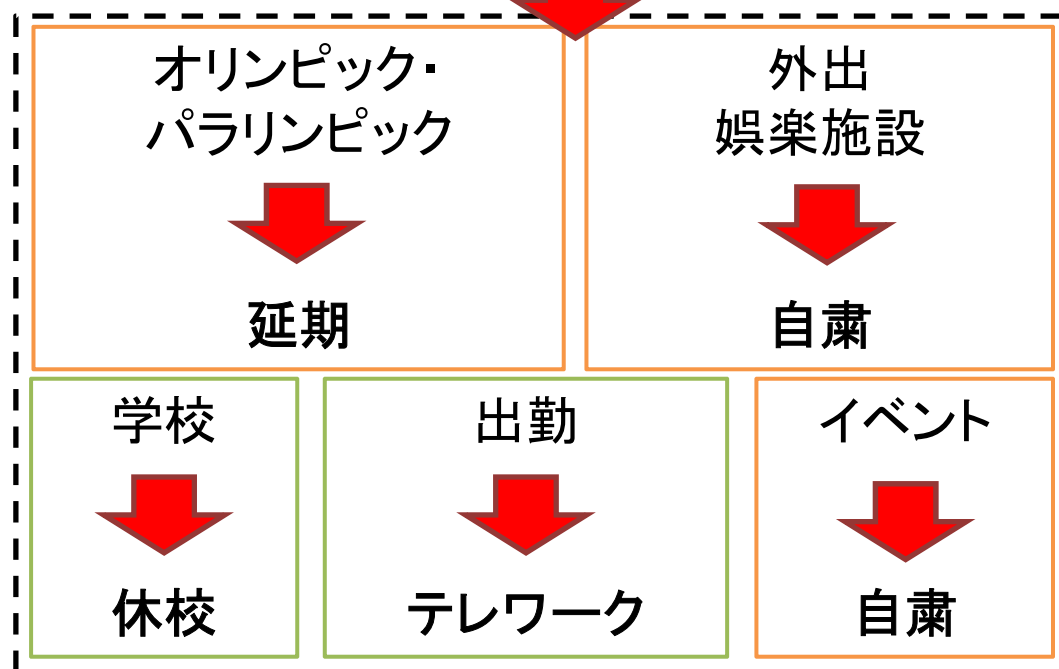 オリンピック・
パラリンピック
延期
外出
娯楽施設
自粛
学校
休校
出勤
テレワーク
イベント
自粛